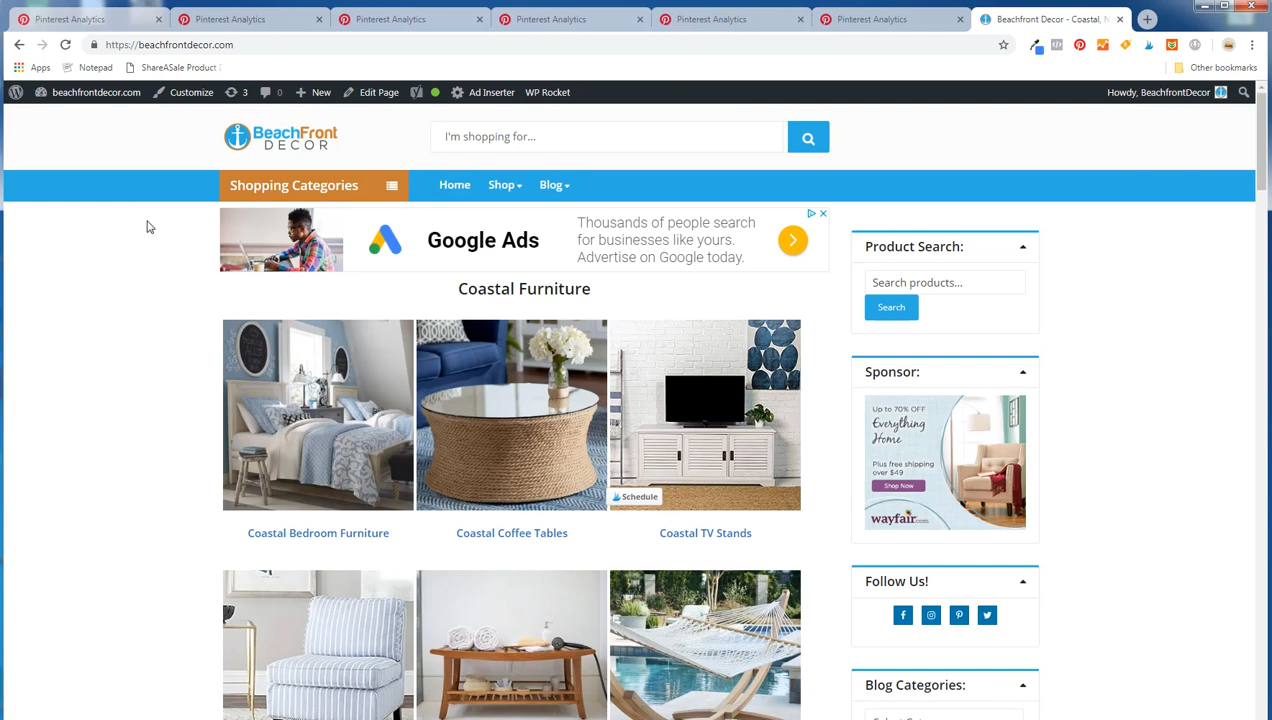 Pinterest Analytics
Pinterest Analytics
Pinterest Analytics
Pinterest Analytics
Pinterest Analytics
Pinterest Analytics
Beachfront Decor - Coastal, N
https://beachfrontdecor.com
Apps
Notepad
ShareASale Product
Other bookmarks
beachfrontdecor.com
Customize
3
0
New
Edit Page
Ad Inserter
WP Rocket
Howdy, BeachfrontDecor
BeachFront
DECOR
I'm shopping for...
Shopping Categories
Home
Shop
Blog
Google Ads
Thousands of people search
for businesses like yours.
Advertise on Google today.
Coastal Furniture
Schedule
Coastal Bedroom Furniture
Coastal Coffee Tables
Coastal TV Stands
Product Search:
Search products...
Search
Sponsor:
Up to 70% OFF
Everything
Home
Plus free shipping
over $49
Shop Now
wayfair.com
Follow Us!
Blog Categories: